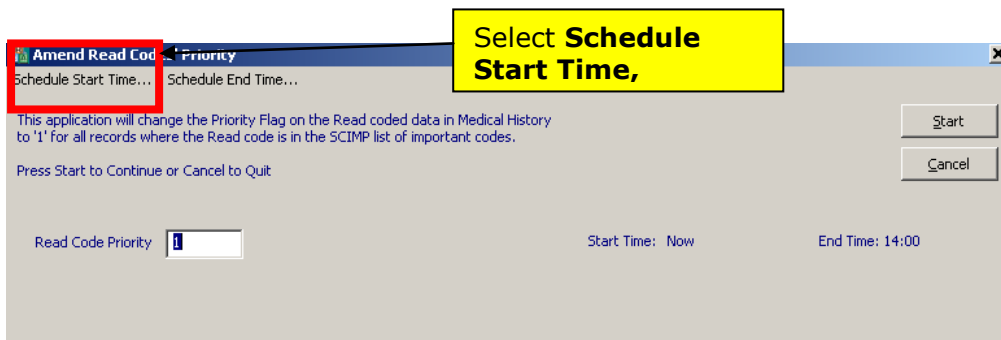 Select Schedule
Start Time,
Amend Read Code Priority
Schedule Start Time... Schedule End Time...
This application will change the Priority Flag on the Read coded data in Medical History
to '1' for all records where the Read code is in the SCIMP list of important codes.
Start
Press Start to Continue or Cancel to Quit
Cancel
Read Code Priority 1 Start Time: Now End Time: 14:00